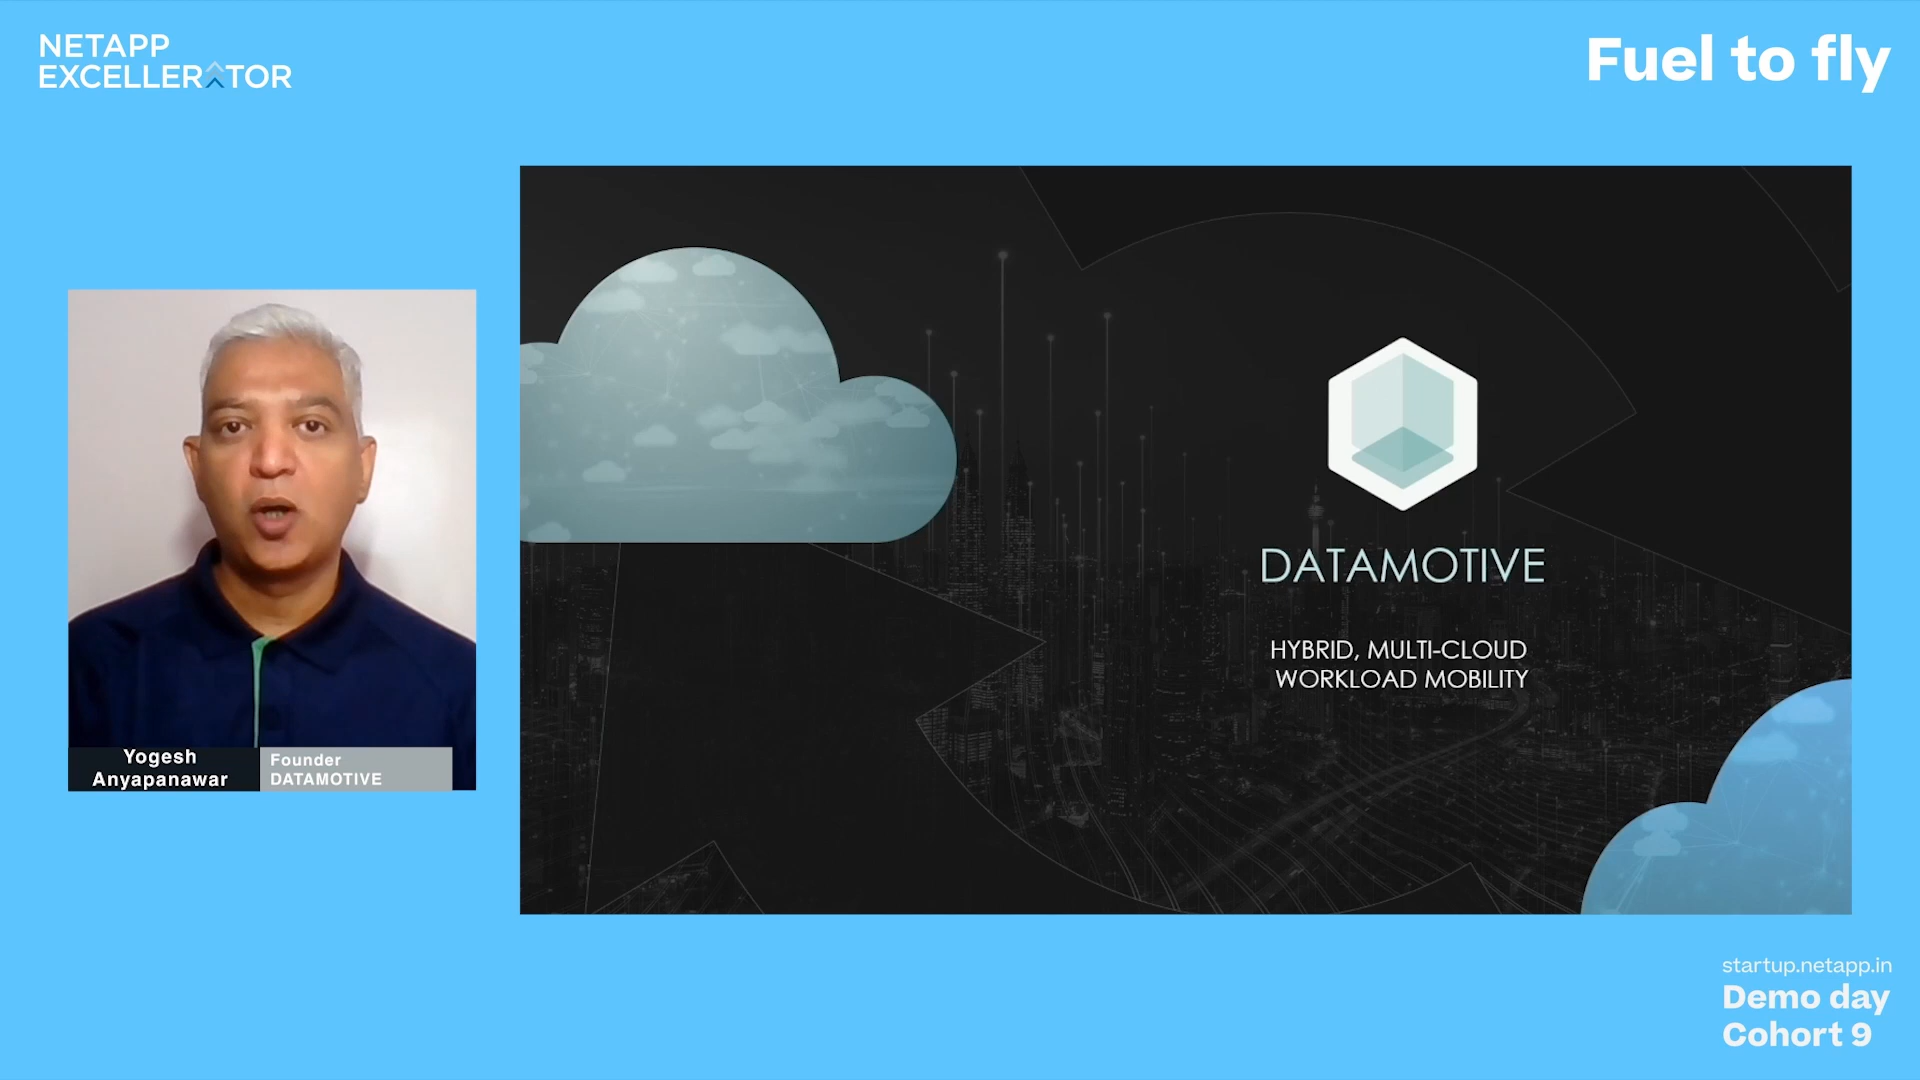 NETAPP
EXCELLERATOR
Fuel to fly
DATAMOTIVE
HYBRID, MULTI-CLOUD
WORKLOAD MOBILITY
Yogesh
Anyapanawar
Founder
DATAMOTIVE
startup.netapp.in
Demo day
Cohort 9